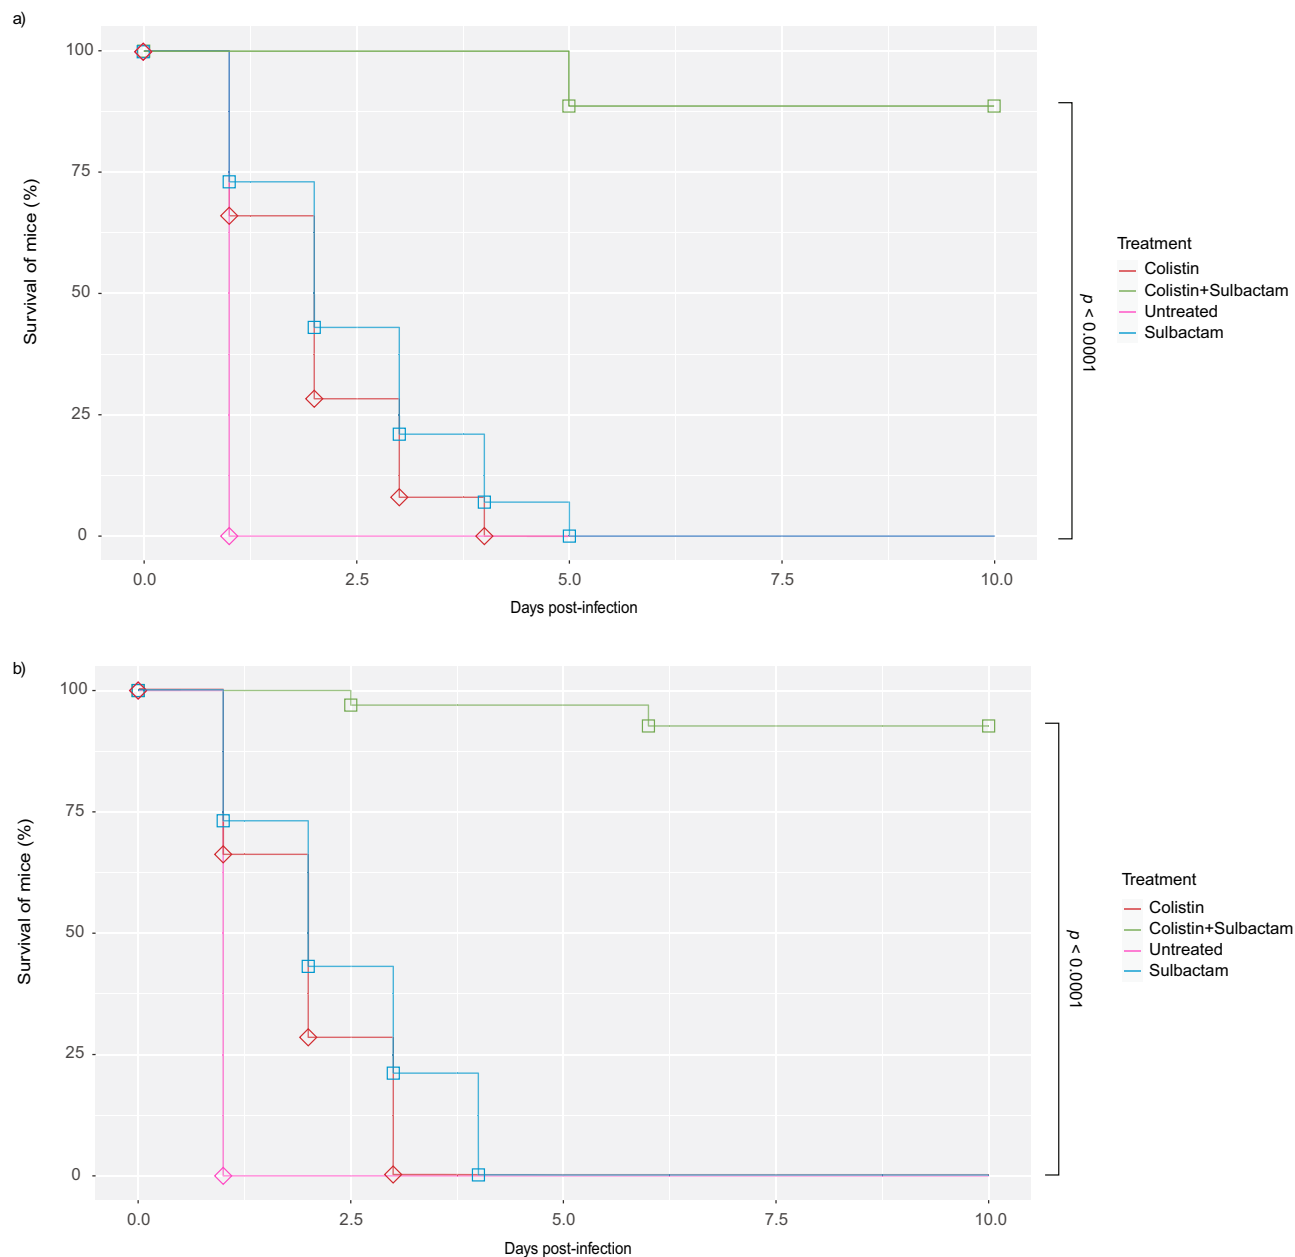 a)
100
75
50
25
0
Survival of mice (%)
0.0 2.5 5.0 7.5 10.0
Days post-infection
p < 0.0001
Treatment
Colistin
Colistin+Sulbactam
Untreated
Sulbactam
b)
100
75
50
25
0
Survival of mice (%)
0.0 2.5 5.0 7.5 10.0
Days post-infection
p < 0.0001
Treatment
Colistin
Colistin+Sulbactam
Untreated
Sulbactam